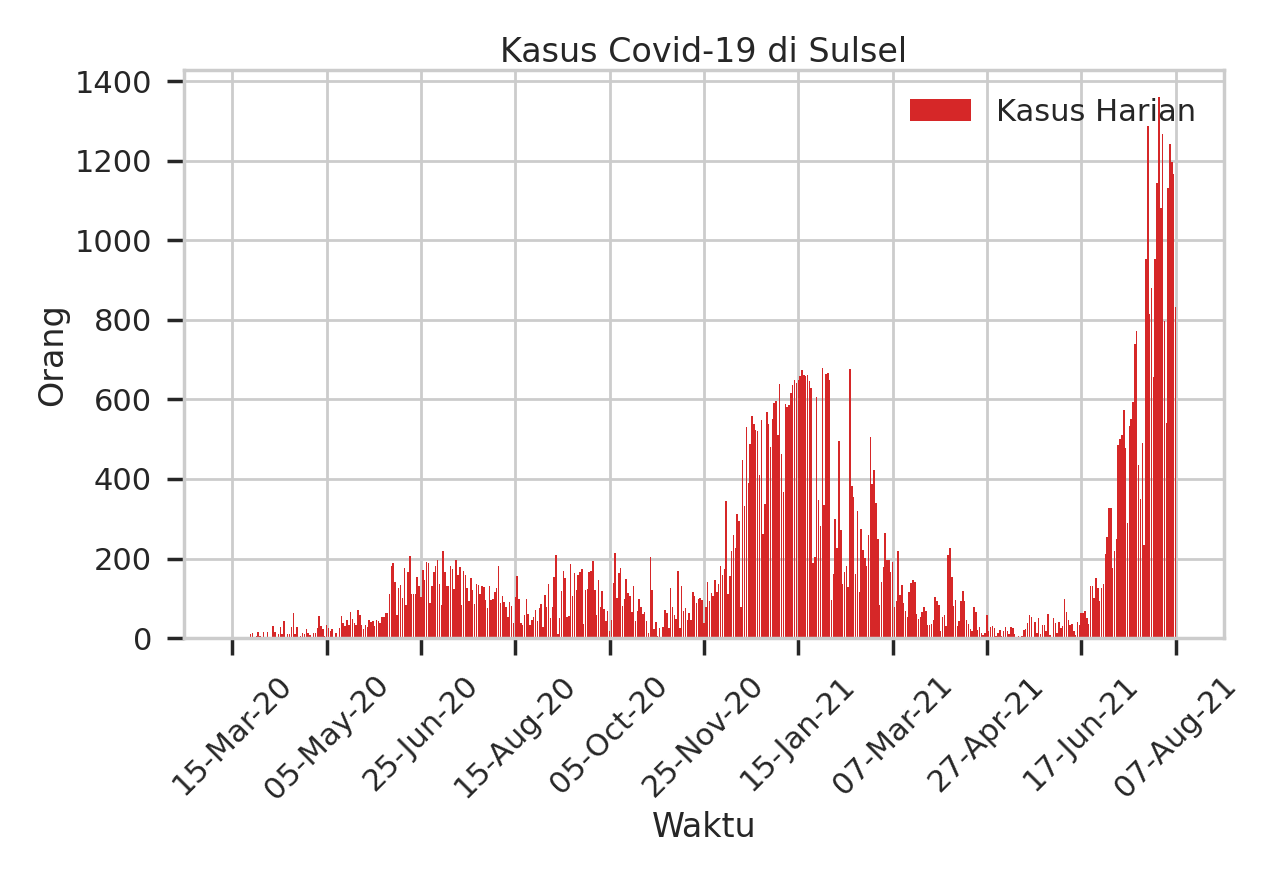 Kasus Covid-19 di Sulsel
Kasus Harian
1400
1200
1000
800
600
400
200
0
Orang
15-Mar-20
05-May-20
25-Jun-20
15-Aug-20
05-Oct-20
25-Nov-20
15-Jan-21
07-Mar-21
27-Apr-21
17-Jun-21
07-Aug-21
Waktu